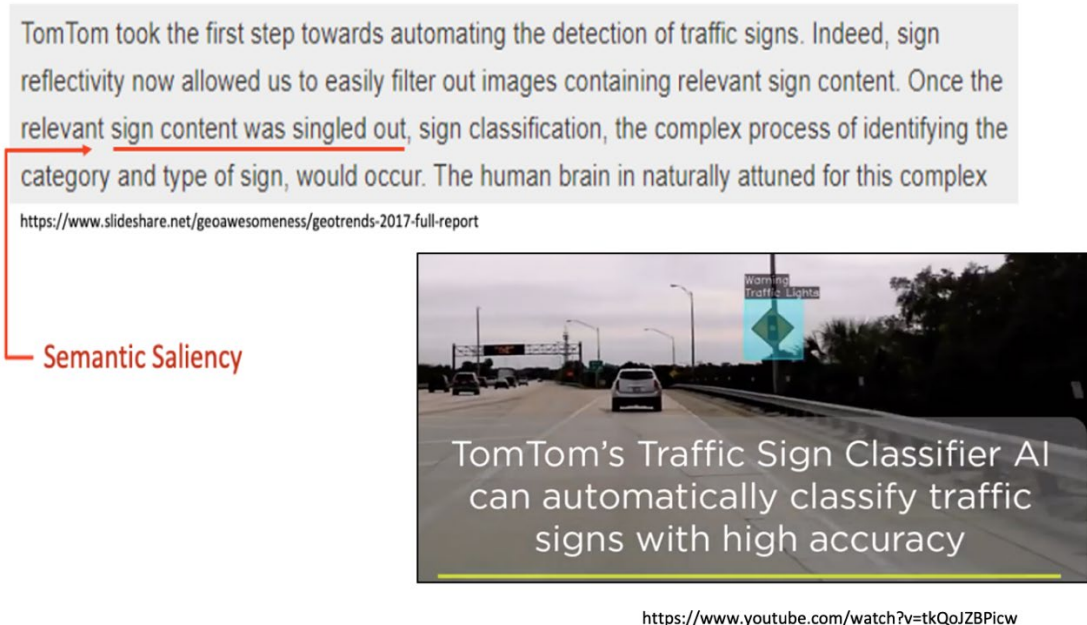 TomTom took the first step towards automating the detection of traffic signs. Indeed, sign
reflectivity now allowed us to easily filter out images containing relevant sign content. Once the
relevant sign content was singled out, sign classification, the complex process of identifying the
category and type of sign, would occur. The human brain in naturally attuned for this complex
https://www.slideshare.net/geoawesomeness/geotrends-2017-full-report
Semantic Saliency
Warning
Traffic Lights
TomTom's Traffic Sign Classifier AI
can automatically classify traffic
signs with high accuracy
https://www.youtube.com/watch?v=tkQoJZBPicw